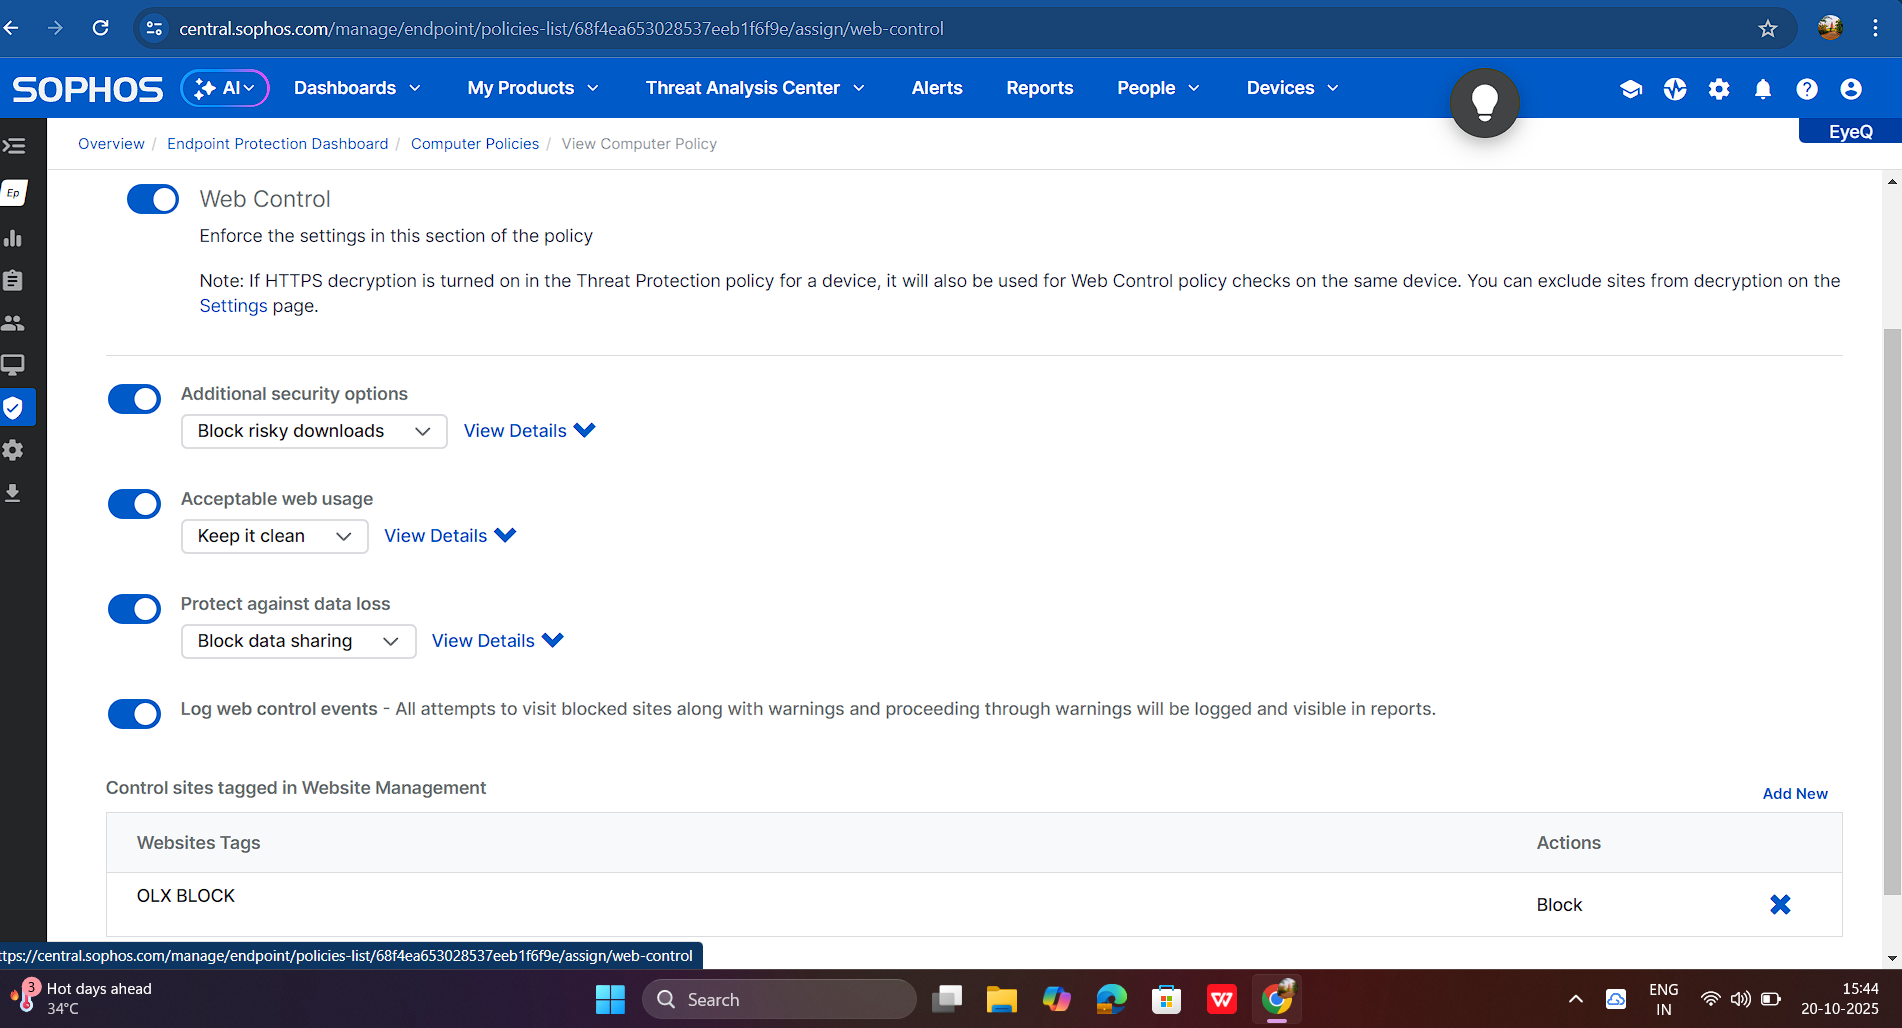 central.sophos.com/manage/endpoint/policies-list/68f4ea653028537eeb1f6f9e/assign/web-control
SOPHOS AI Dashboards My Products Threat Analysis Center Alerts Reports People Devices
EyeQ
Overview / Endpoint Protection Dashboard / Computer Policies / View Computer Policy
Ep
Web Control
Enforce the settings in this section of the policy
Note: If HTTPS decryption is turned on in the Threat Protection policy for a device, it will also be used for Web Control policy checks on the same device. You can exclude sites from decryption on the
Settings page.
Additional security options
Block risky downloads View Details
Acceptable web usage
Keep it clean View Details
Protect against data loss
Block data sharing View Details
Log web control events - All attempts to visit blocked sites along with warnings and proceeding through warnings will be logged and visible in reports.
Control sites tagged in Website Management
Add New
Websites Tags Actions
OLX BLOCK Block
ttps://central.sophos.com/manage/endpoint/policies-list/68f4ea653028537eeb1f6f9e/assign/web-control
3 Hot days ahead
34°C
Search
ENG
IN
15:44
20-10-2025